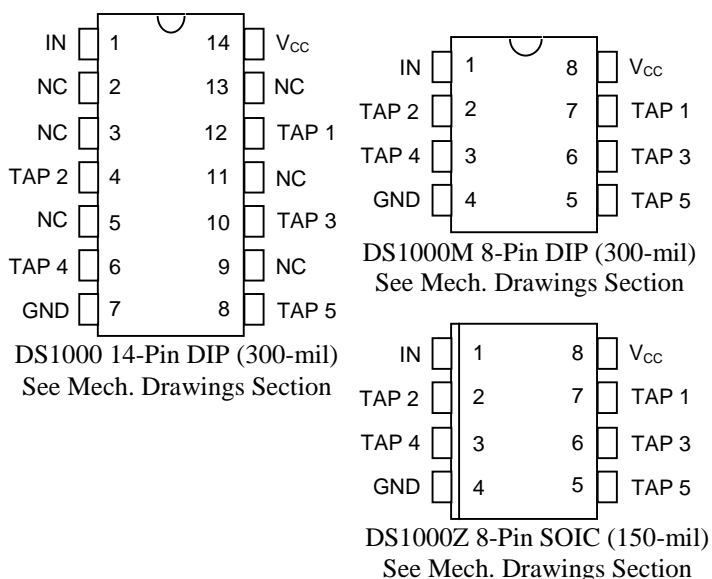 IN 1 14 VCC
NC 2 13 NC
NC 3 12 TAP 1
TAP 2 4 11 NC
NC 5 10 TAP 3
TAP 4 6 9 NC
GND 7 8 TAP 5
DS1000 14-Pin DIP (300-mil)
See Mech. Drawings Section
IN 1 8 VCC
TAP 2 2 7 TAP 1
TAP 4 3 6 TAP 3
GND 4 5 TAP 5
DS1000M 8-Pin DIP (300-mil)
See Mech. Drawings Section
IN 1 8 VCC
TAP 2 2 7 TAP 1
TAP 4 3 6 TAP 3
GND 4 5 TAP 5
DS1000Z 8-Pin SOIC (150-mil)
See Mech. Drawings Section